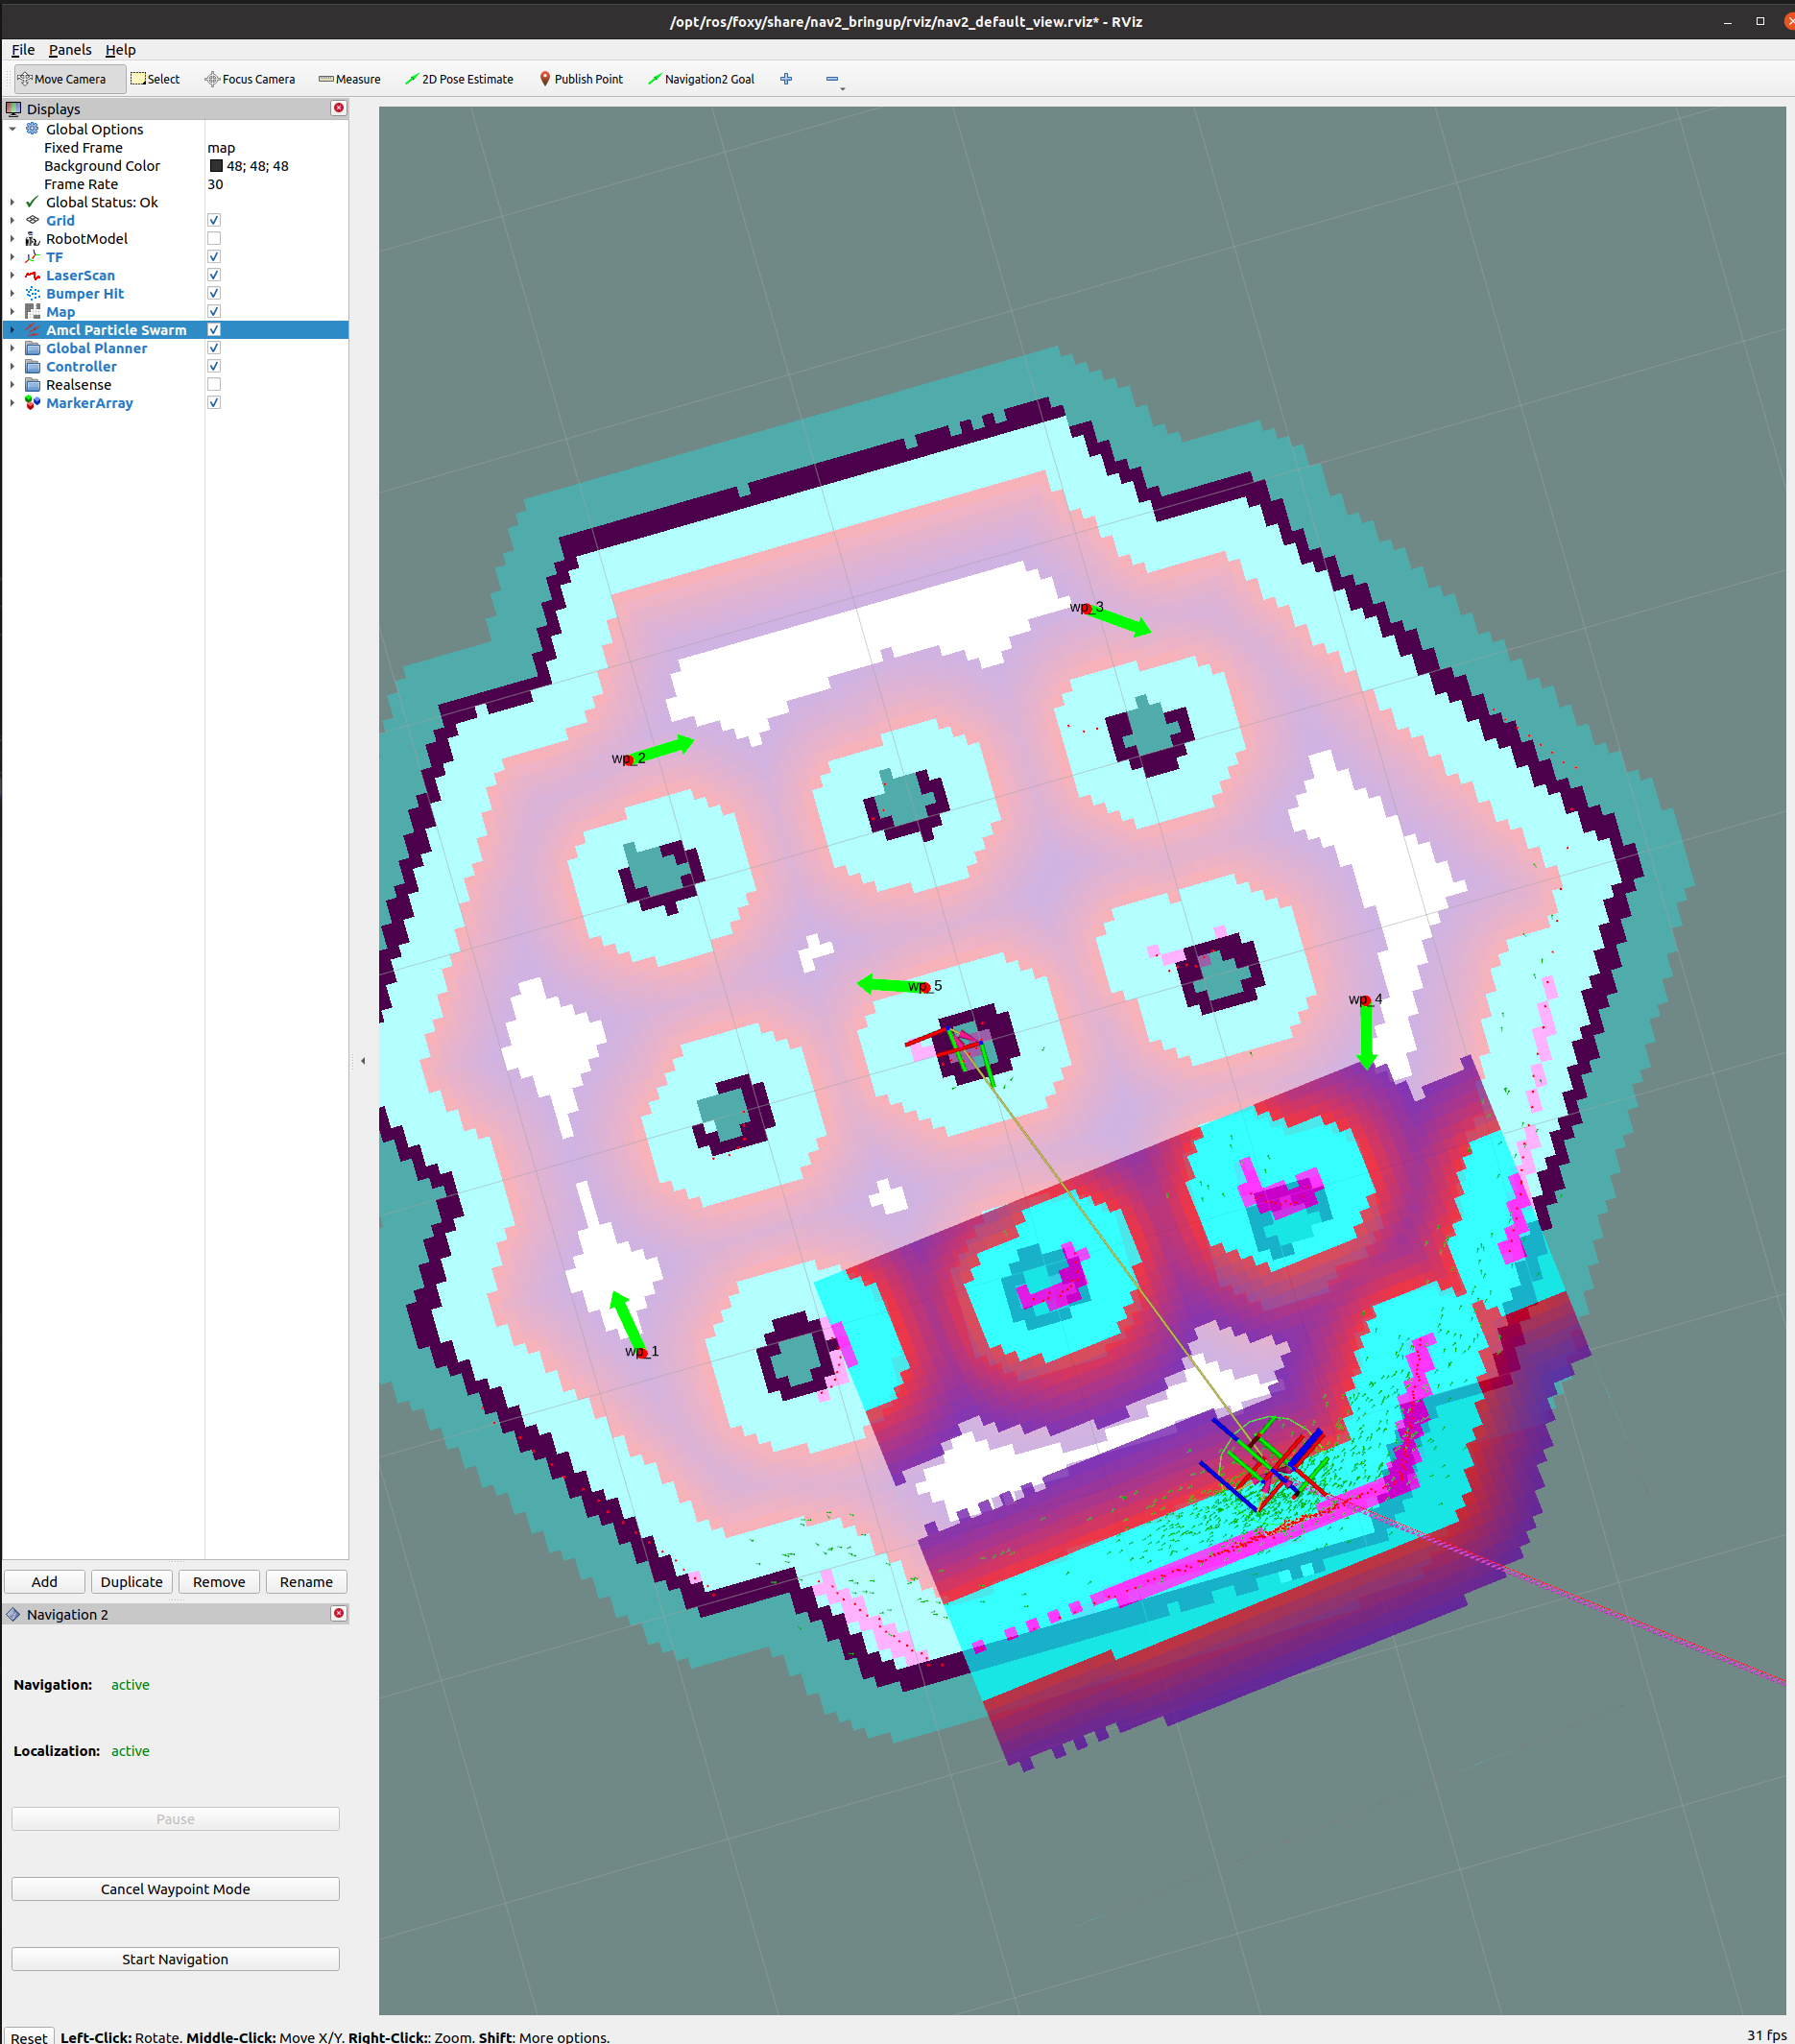 /opt/ros/foxy/share/nav2_bringup/rviz/nav2_default_view.rviz* - RViz
File Panels Help
Move Camera Select Focus Camera Measure 2D Pose Estimate Publish Point Navigation2 Goal
Displays
Global Options
Fixed Frame map
Background Color 48; 48; 48
Frame Rate 30
Global Status: Ok
Grid
RobotModel
TF
LaserScan
Bumper Hit
Map
Amcl Particle Swarm
Global Planner
Controller
Realsense
MarkerArray
wp_3
wp_2
wp_5
wp_4
wp_1
Add Duplicate Remove Rename
Navigation 2
Navigation: active
Localization: active
Pause
Cancel Waypoint Mode
Start Navigation
Reset Left-Click: Rotate. Middle-Click: Move X/Y. Right-Click:: Zoom. Shift: More options. 31 fps